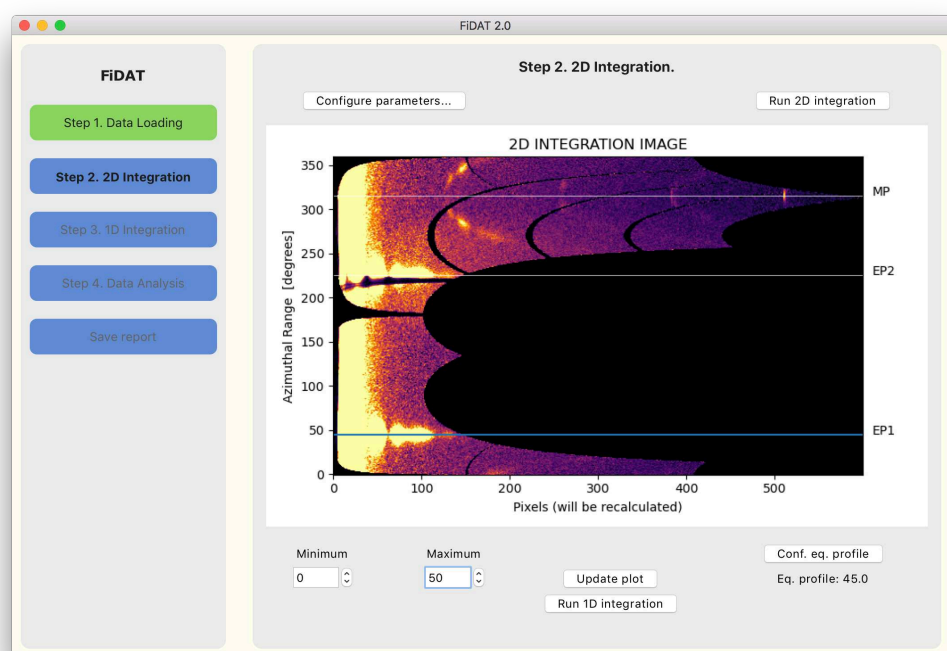 FiDAT 2.0
FiDAT
Step 1. Data Loading
Step 2. 2D Integration
Step 3. 1D Integration
Step 4. Data Analysis
Save report
Step 2. 2D Integration.
Configure parameters...
Run 2D integration
2D INTEGRATION IMAGE
Azimuthal Range [degrees]
350
300
250
200
150
100
50
0
MP
EP2
EP1
0 100 200 300 400 500
Pixels (will be recalculated)
Minimum
0
Maximum
50
Update plot
Run 1D integration
Conf. eq. profile
Eq. profile: 45.0